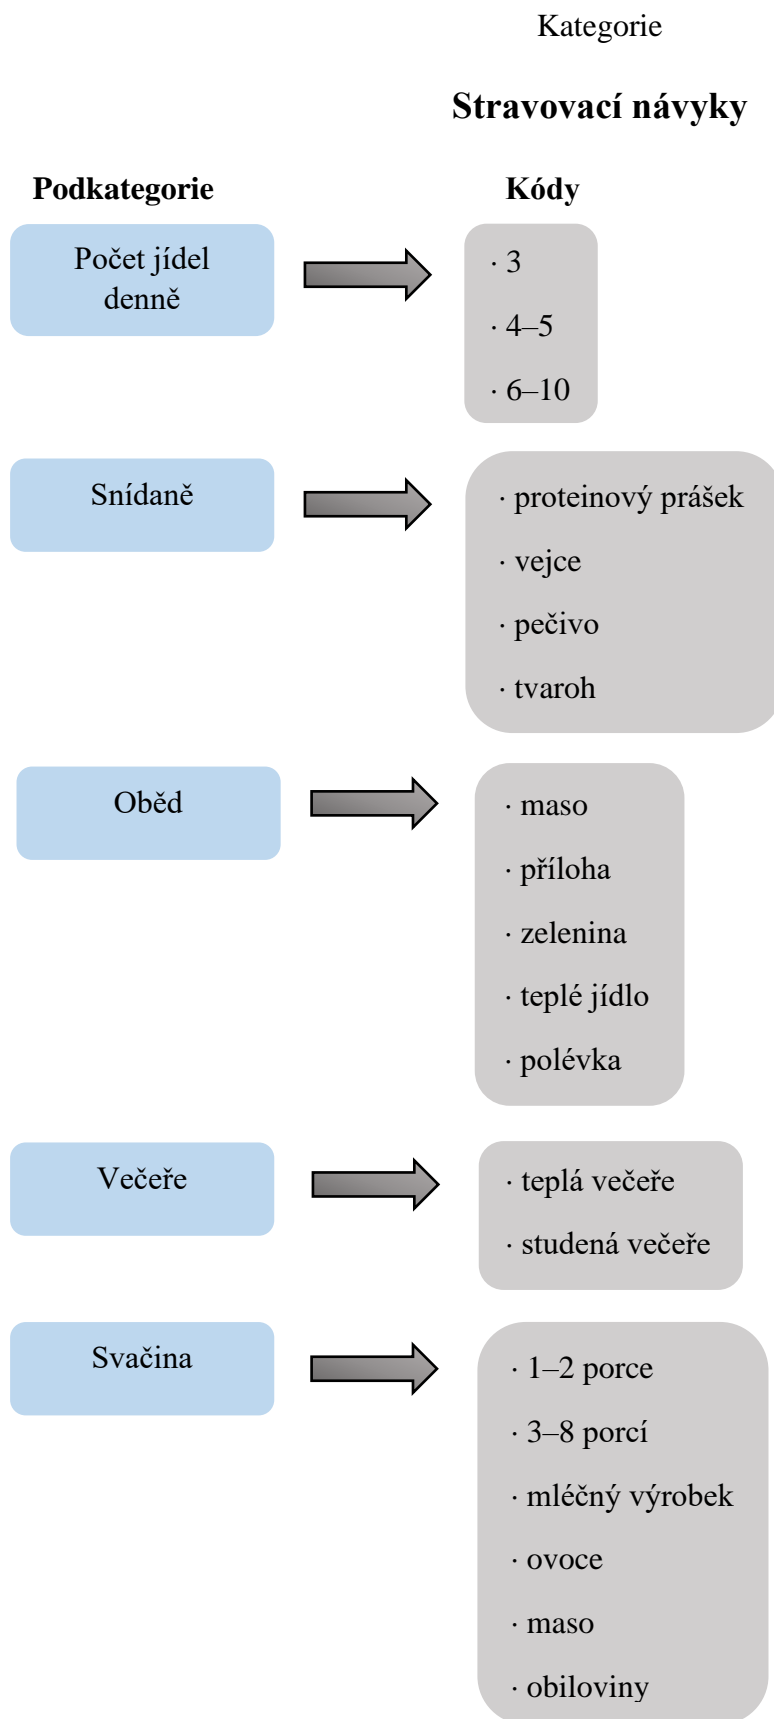 Kategorie
Stravovací návyky
Podkategorie
Kódy
Počet jídel
denně
· 3
· 4–5
· 6–10
Snídaně
· proteinový prášek
· vejce
· pečivo
· tvaroh
Oběd
· maso
· příloha
· zelenina
· teplé jídlo
· polévka
Večeře
· teplá večeře
· studená večeře
Svačina
· 1–2 porce
· 3–8 porcí
· mléčný výrobek
· ovoce
· maso
· obiloviny